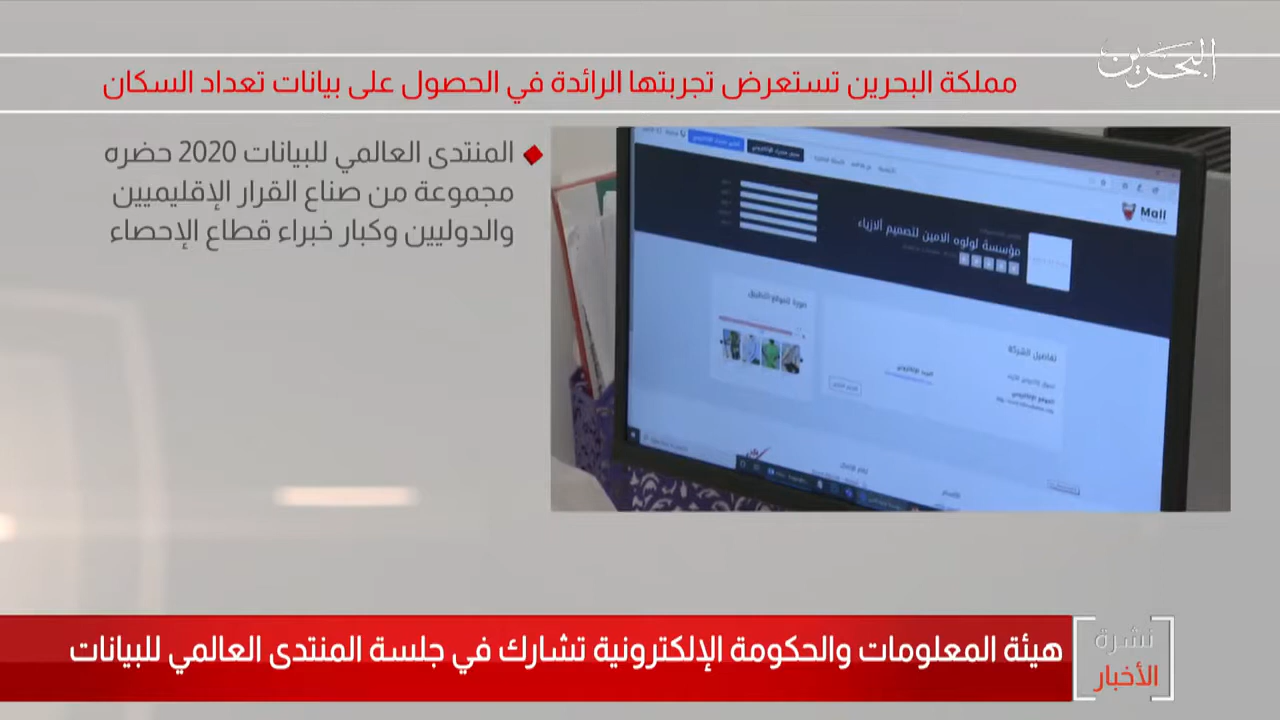 البحرين
مملكة البحرين تستعرض تجربتها الرائدة في الحصول على بيانات تعداد السكان
المنتدى العالمي للبيانات 2020 حضره
مجموعة من صناع القرار الإقليميين
والدوليين وكبار خبراء قطاع الإحصاء
Mall
مؤسسة لولوه الامين لتصميم ألازياء
تفاصيل الشركة
نشرة
الأخبار
هيئة المعلومات والحكومة الإلكترونية تشارك في جلسة المنتدى العالمي للبيانات